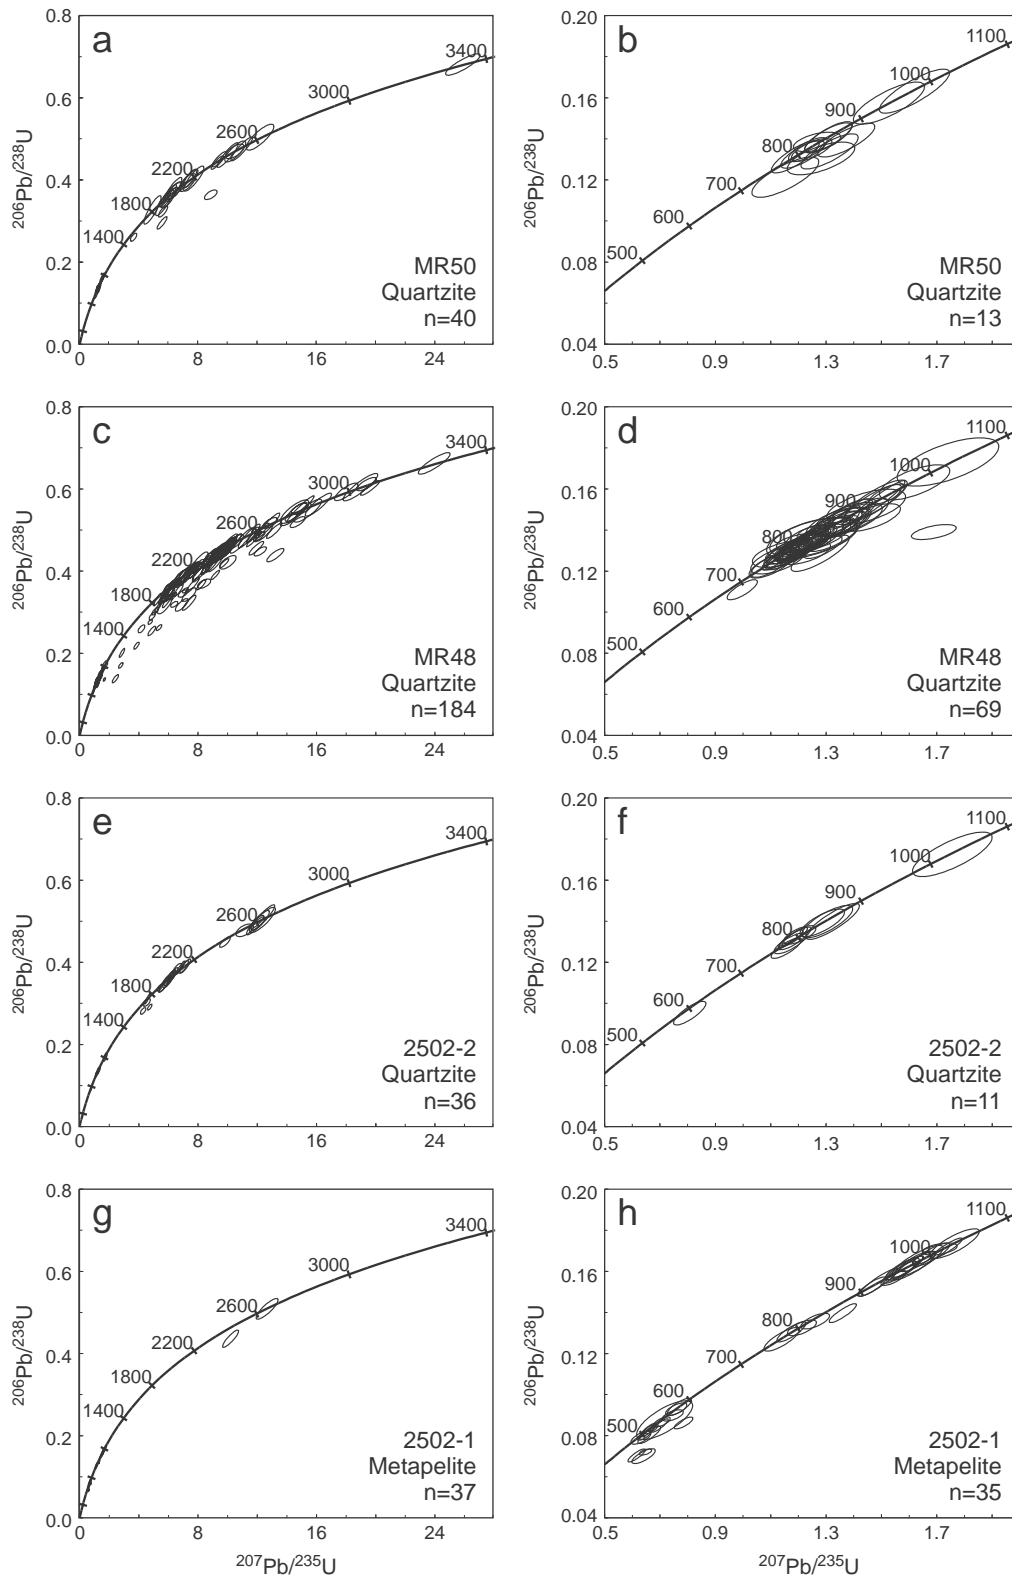 a
0.8
0.6
0.4
0.2
0.0
206Pb/238U
3400
3000
2600
2200
1800
1400
MR50
Quartzite
n=40
0 8 16 24
b
0.20
0.16
0.12
0.08
0.04
206Pb/238U
1100
1000
900
800
700
600
500
MR50
Quartzite
n=13
0.5 0.9 1.3 1.7
c
0.8
0.6
0.4
0.2
0.0
206Pb/238U
3400
3000
2600
2200
1800
1400
MR48
Quartzite
n=184
0 8 16 24
d
0.20
0.16
0.12
0.08
0.04
206Pb/238U
1100
1000
900
800
700
600
500
MR48
Quartzite
n=69
0.5 0.9 1.3 1.7
e
0.8
0.6
0.4
0.2
0.0
206Pb/238U
3400
3000
2600
2200
1800
1400
2502-2
Quartzite
n=36
0 8 16 24
f
0.20
0.16
0.12
0.08
0.04
206Pb/238U
1100
1000
900
800
700
600
500
2502-2
Quartzite
n=11
0.5 0.9 1.3 1.7
g
0.8
0.6
0.4
0.2
0.0
206Pb/238U
3400
3000
2600
2200
1800
1400
2502-1
Metapelite
n=37
0 8 16 24
207Pb/235U
h
0.20
0.16
0.12
0.08
0.04
206Pb/238U
1100
1000
900
800
700
600
500
2502-1
Metapelite
n=35
0.5 0.9 1.3 1.7
207Pb/235U